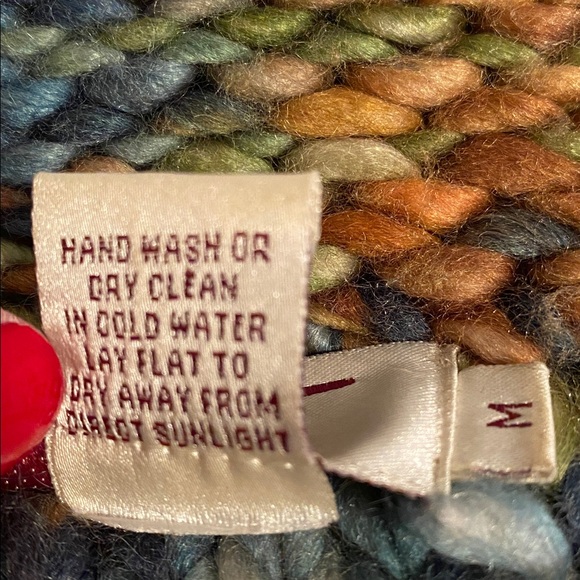 HAND WASH OR
DRY CLEAN
IN COLD WATER
LAY FLAT TO
DRY AWAY FROM
DIRECT SUNLIGHT
M